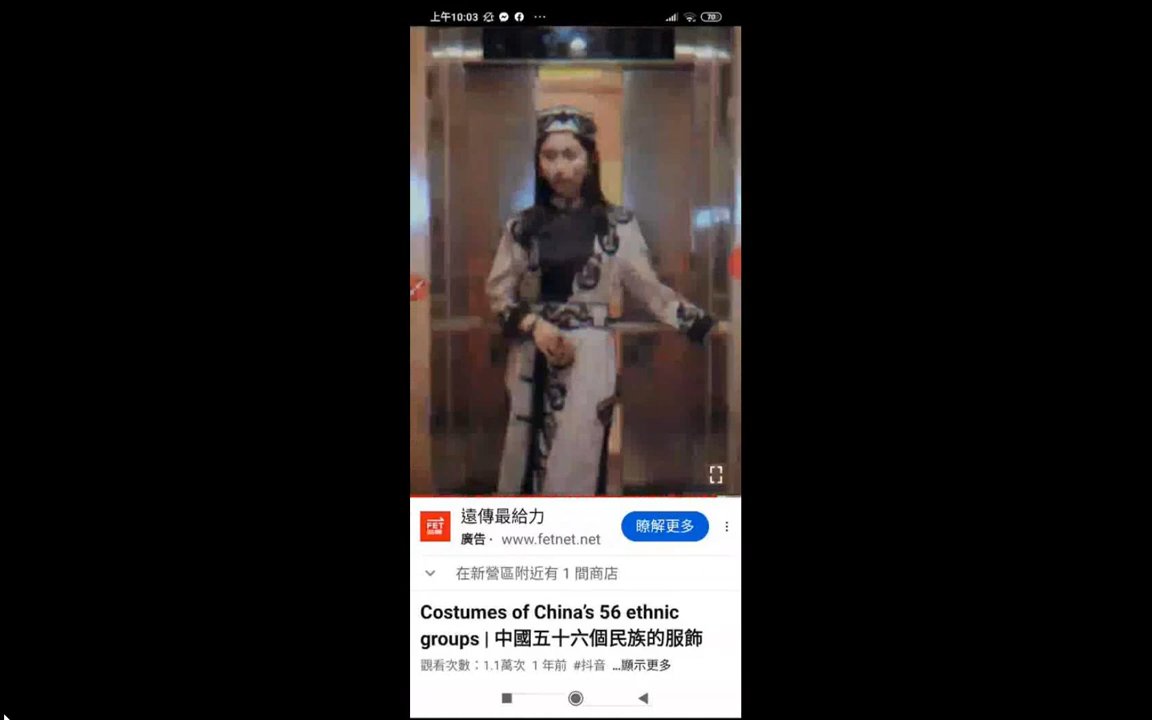 上午10:03
70
遠傳最給力
FET
廣告· www.fetnet.net
瞭解更多
在新營區附近有 1 間商店
Costumes of China’s 56 ethnic
groups | 中國五十六個民族的服飾
觀看次數：1.1萬次 1 年前 #抖音 ...顯示更多